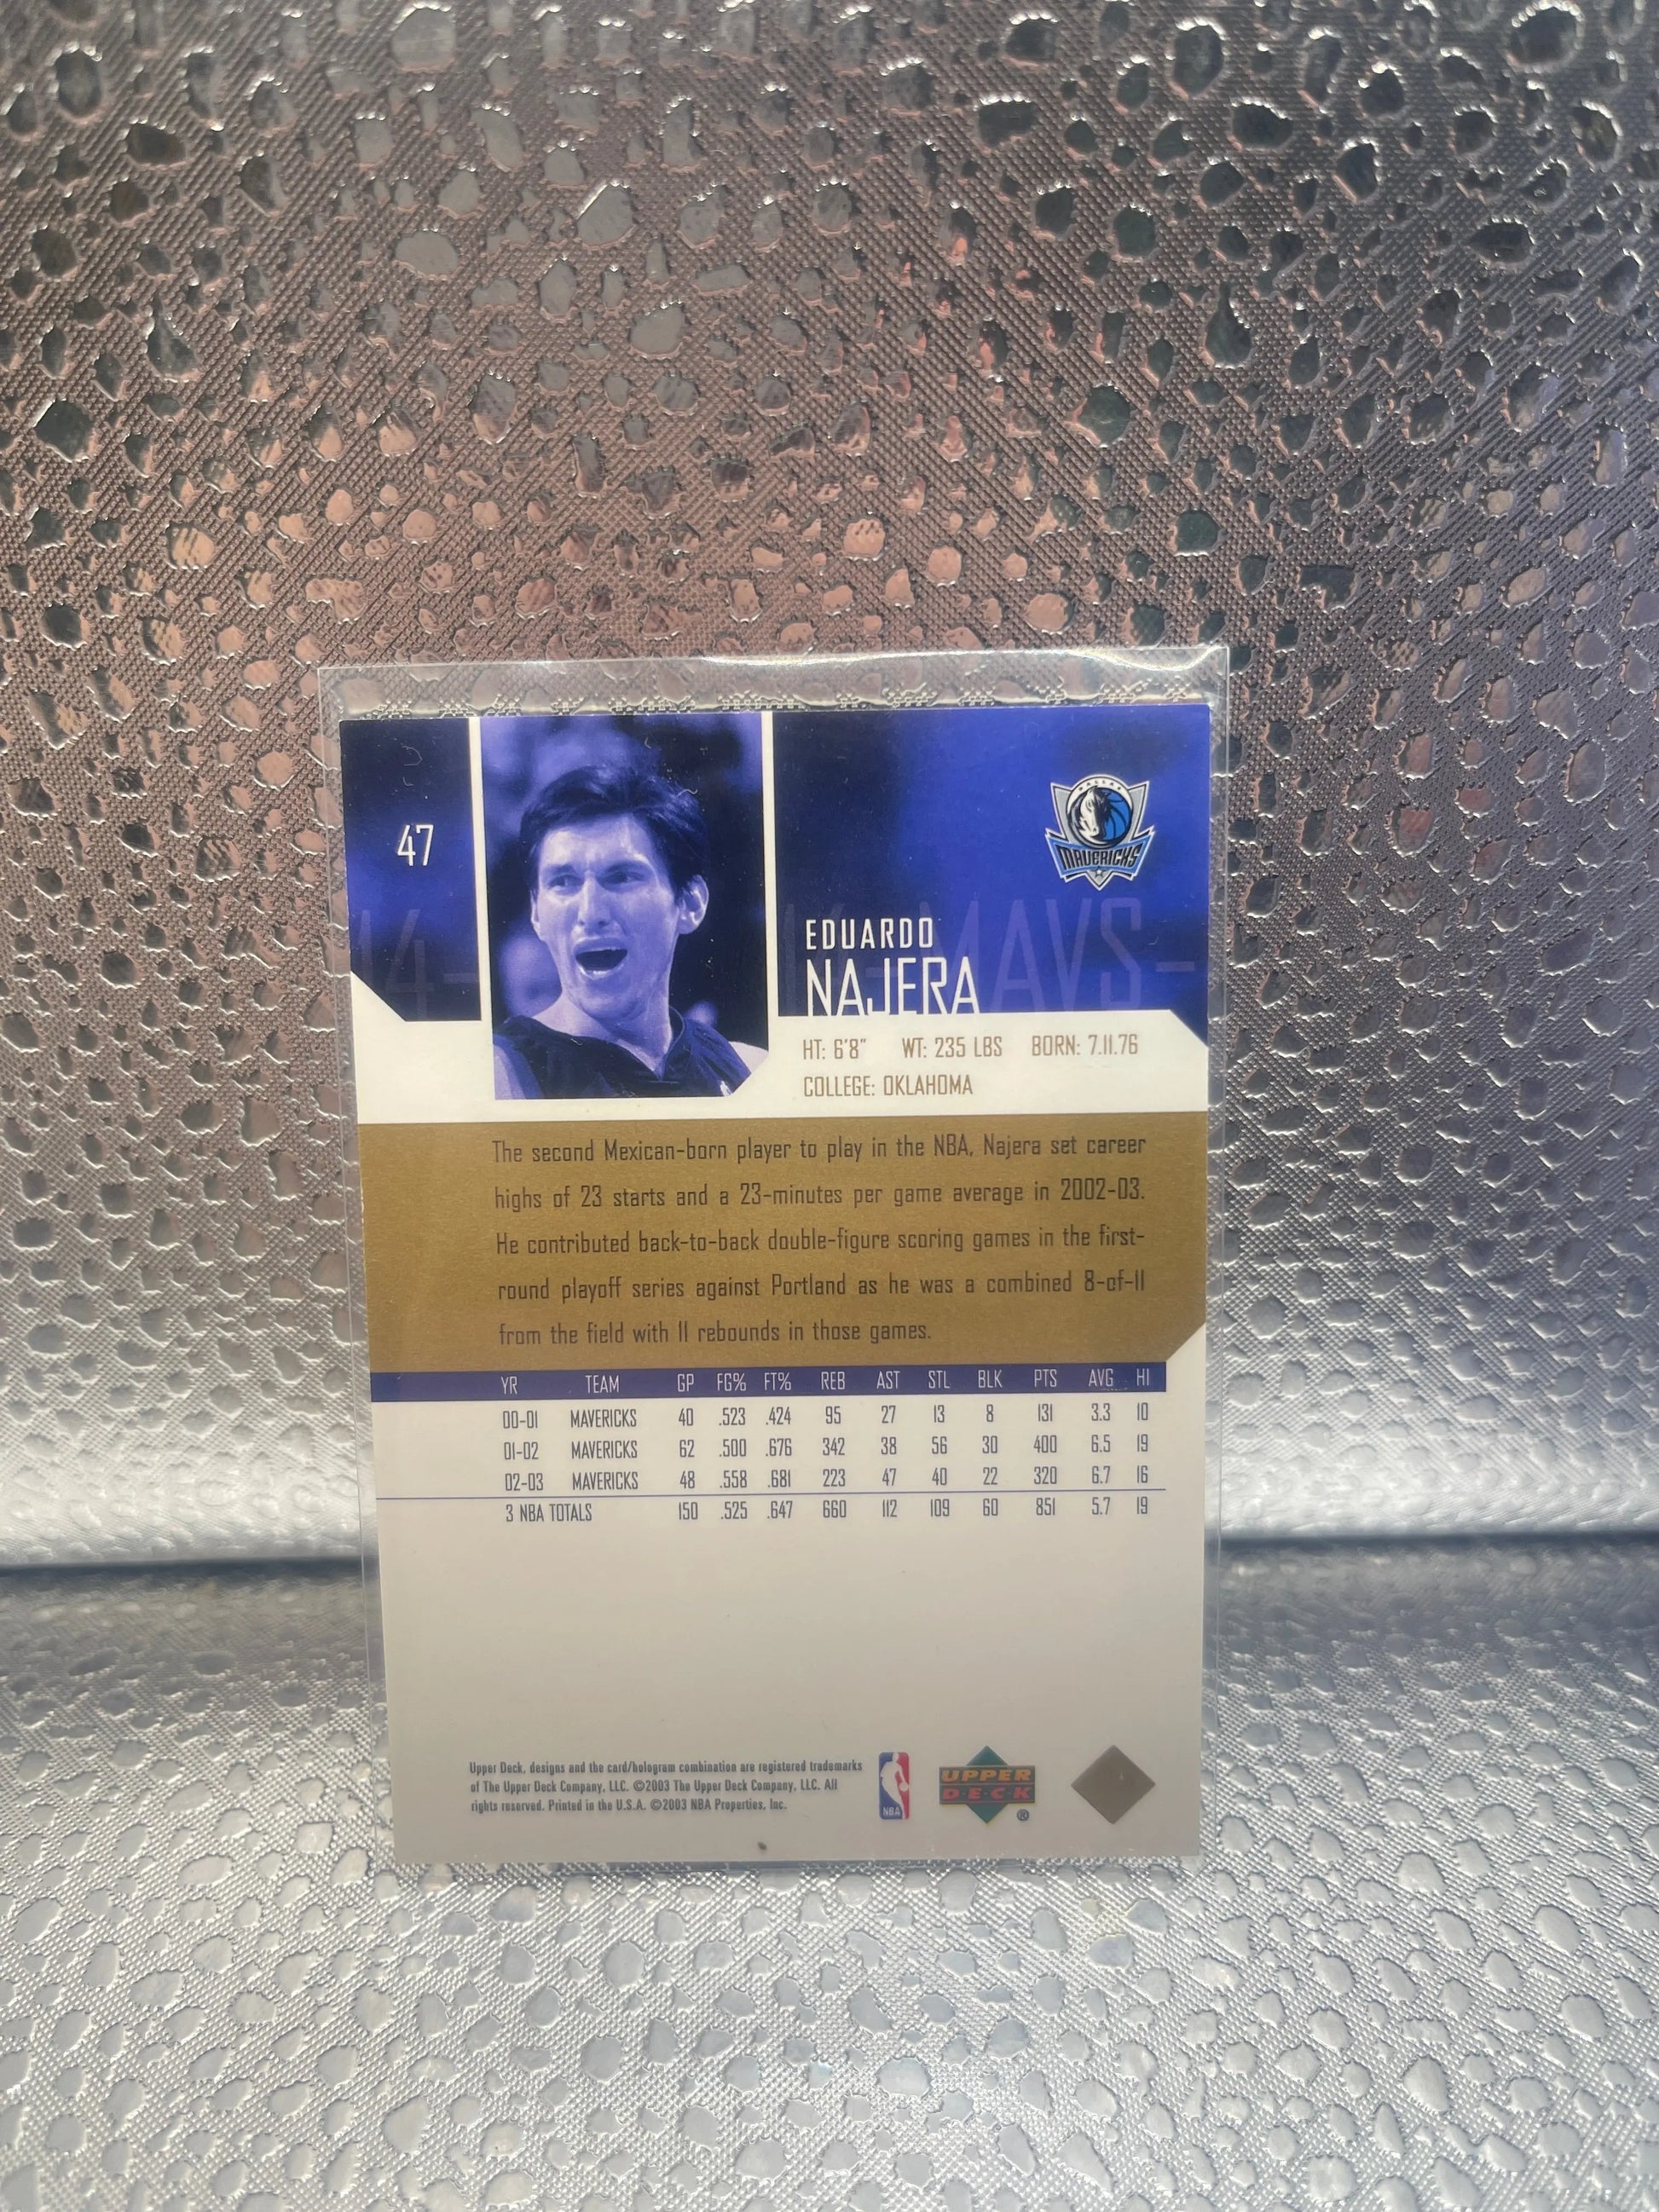 47
MAVERICKS
14-
MAVS-
EDUARDO
NAJERA
HT: 6'8" WT: 235 LBS BORN: 7.11.76
COLLEGE: OKLAHOMA
The second Mexican-born player to play in the NBA, Najera set career
highs of 23 starts and a 23-minutes per game average in 2002-03.
He contributed back-to-back double-figure scoring games in the first-
round playoff series against Portland as he was a combined 8-of-11
from the field with 11 rebounds in those games.
YR TEAM GP FG% FT% REB AST STL BLK PTS AVG HI
00-01 MAVERICKS 40 .523 .424 95 27 13 8 131 3.3 10
01-02 MAVERICKS 62 .500 .676 342 38 56 30 400 6.5 19
02-03 MAVERICKS 48 .558 .681 223 47 40 22 320 6.7 16
3 NBA TOTALS 150 .525 .647 660 112 109 60 851 5.7 19
Upper Deck, designs and the card/hologram combination are registered trademarks
of The Upper Deck Company, LLC. ©2003 The Upper Deck Company, LLC. All
rights reserved. Printed in the U.S.A. ©2003 NBA Properties, Inc.
NBA
UPPER
D·E·C·K
®